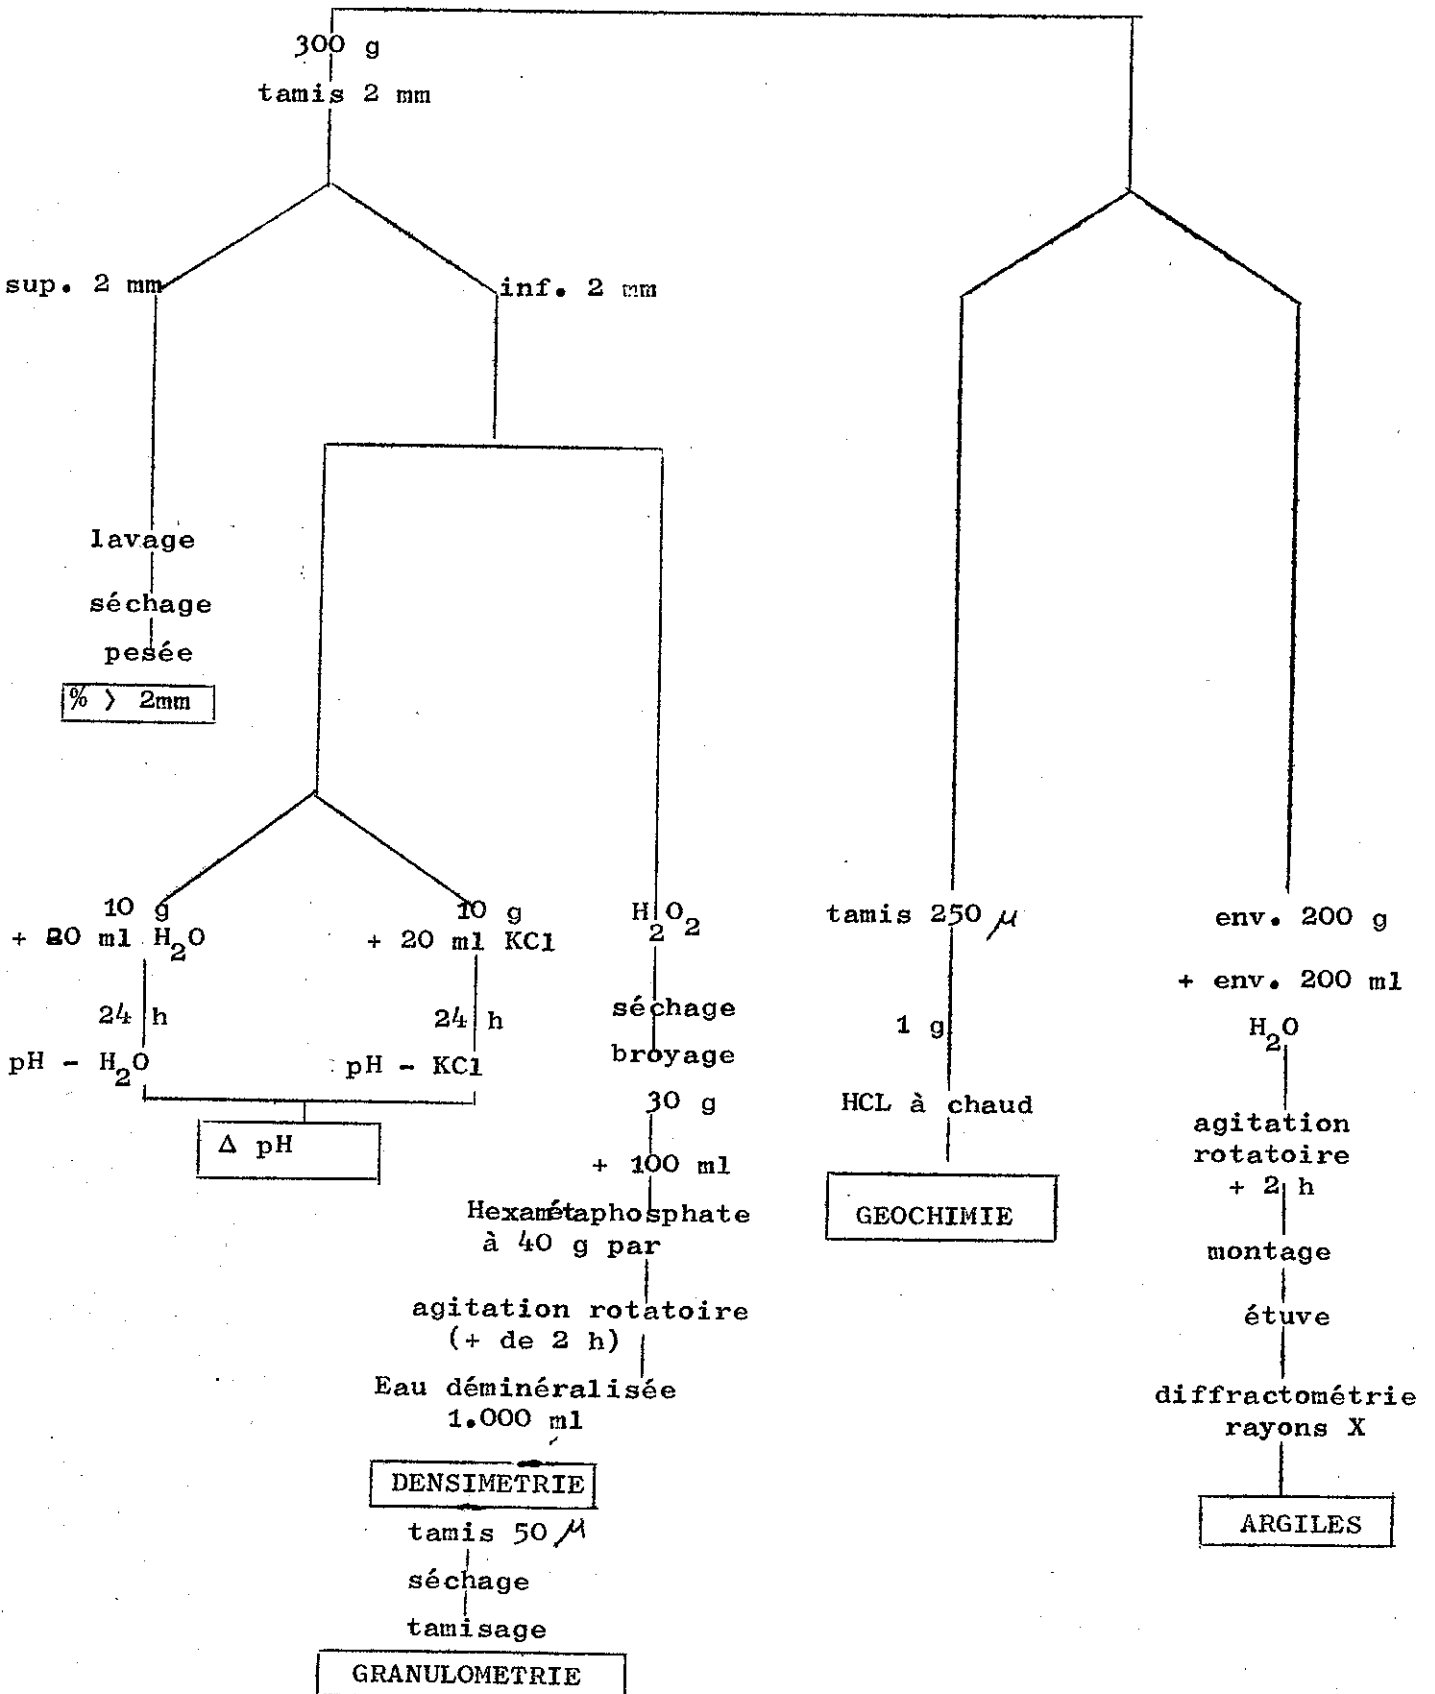 300 g
tamis 2 mm
sup. 2 mm
inf. 2 mm
lavage
séchage
pesée
% > 2mm
10 g
+ 20 ml H2O
24 h
pH - H2O
10 g
+ 20 ml KCl
24 h
pH - KCl
Δ pH
H2O2
séchage
broyage
30 g
+ 100 ml
Hexamétaphosphate
à 40 g par
agitation rotatoire
(+ de 2 h)
Eau déminéralisée
1.000 ml
DENSIMETRIE
tamis 50 µ
séchage
tamisage
GRANULOMETRIE
tamis 250 µ
1 g
HCL à chaud
GEOCHIMIE
env. 200 g
+ env. 200 ml
H2O
agitation
rotatoire
+ 2 h
montage
étuve
diffractométrie
rayons X
ARGILES